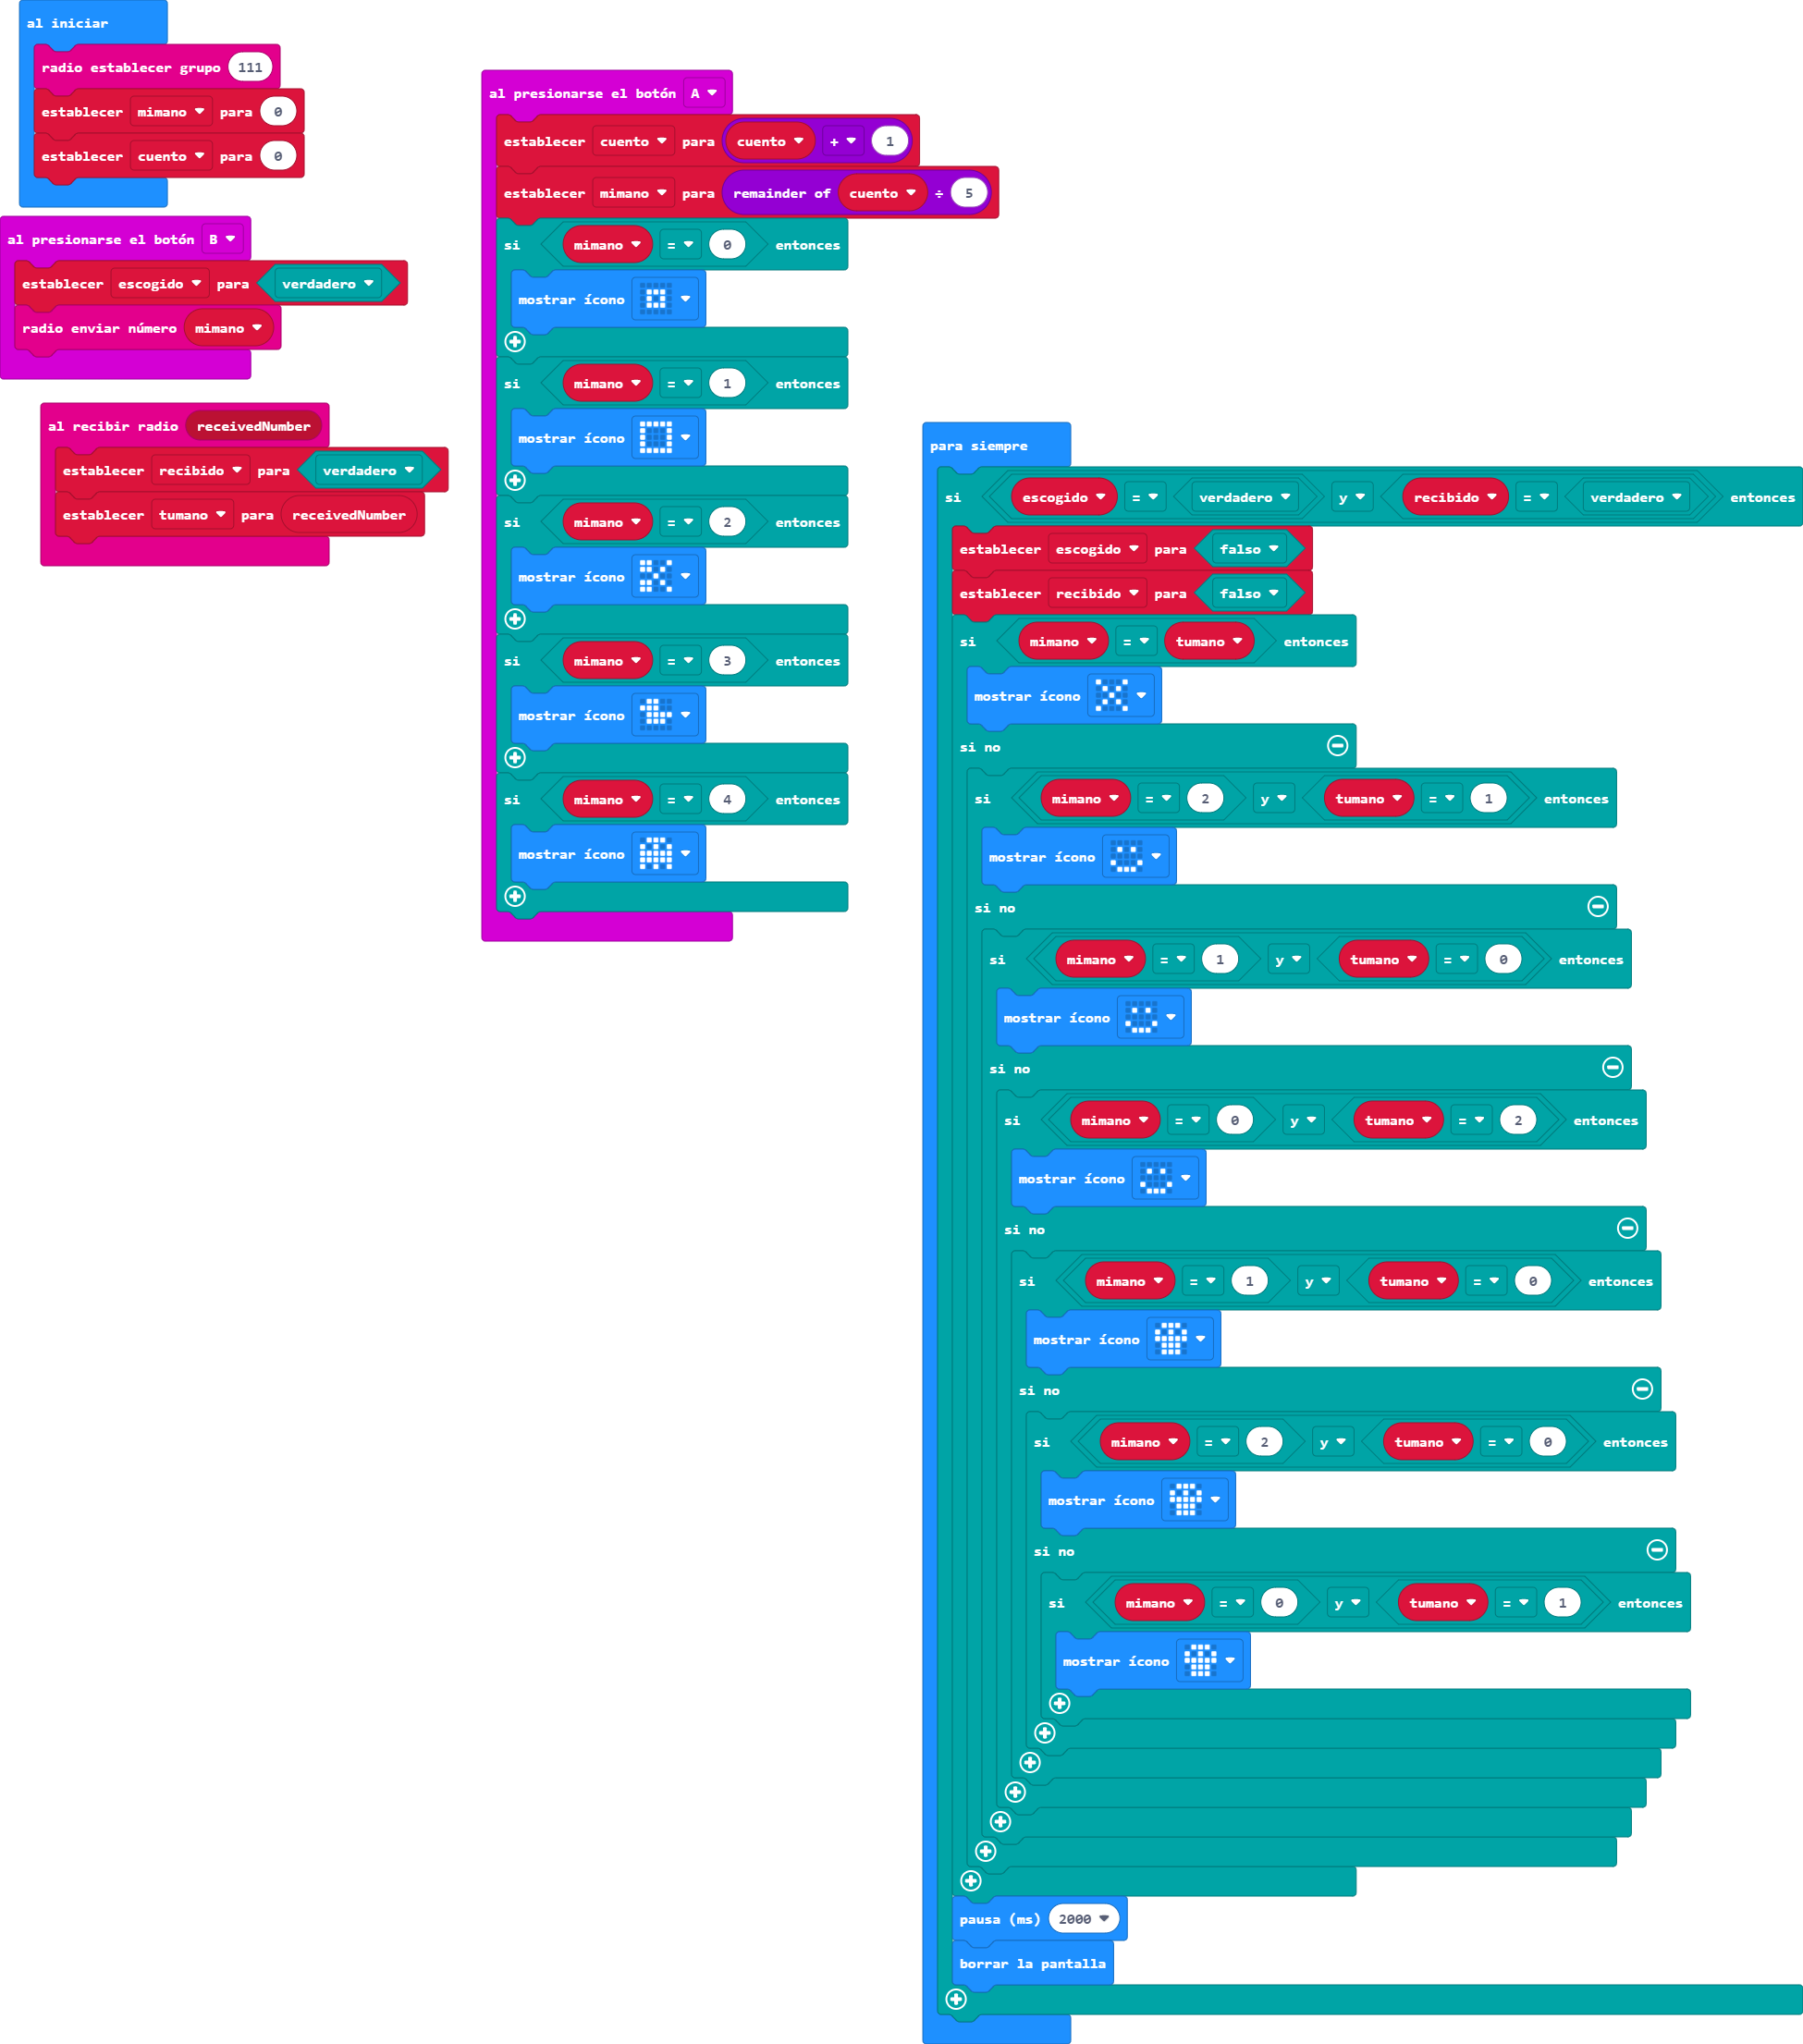 al iniciar
radio establecer grupo 111
establecer mimano para 0
establecer cuento para 0
al presionarse el botón B
establecer escogido para verdadero
radio enviar número mimano
al recibir radio receivedNumber
establecer recibido para verdadero
establecer tumano para receivedNumber
al presionarse el botón A
establecer cuento para cuento + 1
establecer mimano para remainder of cuento ÷ 5
si mimano = 0 entonces
mostrar ícono
si mimano = 1 entonces
mostrar ícono
si mimano = 2 entonces
mostrar ícono
si mimano = 3 entonces
mostrar ícono
si mimano = 4 entonces
mostrar ícono
para siempre
si escogido = verdadero y recibido = verdadero entonces
establecer escogido para falso
establecer recibido para falso
si mimano = tumano entonces
mostrar ícono
si no
si mimano = 2 y tumano = 1 entonces
mostrar ícono
si no
si mimano = 1 y tumano = 0 entonces
mostrar ícono
si no
si mimano = 0 y tumano = 2 entonces
mostrar ícono
si no
si mimano = 1 y tumano = 0 entonces
mostrar ícono
si no
si mimano = 2 y tumano = 0 entonces
mostrar ícono
si no
si mimano = 0 y tumano = 1 entonces
mostrar ícono
pausa (ms) 2000
borrar la pantalla